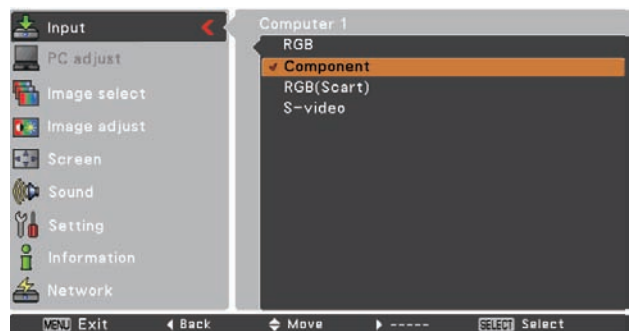 Input
PC adjust
Image select
Image adjust
Screen
Sound
Setting
Information
Network
Computer 1
RGB
Component
RGB(Scart)
S-video
MENU Exit Back Move ----- SELECT Select